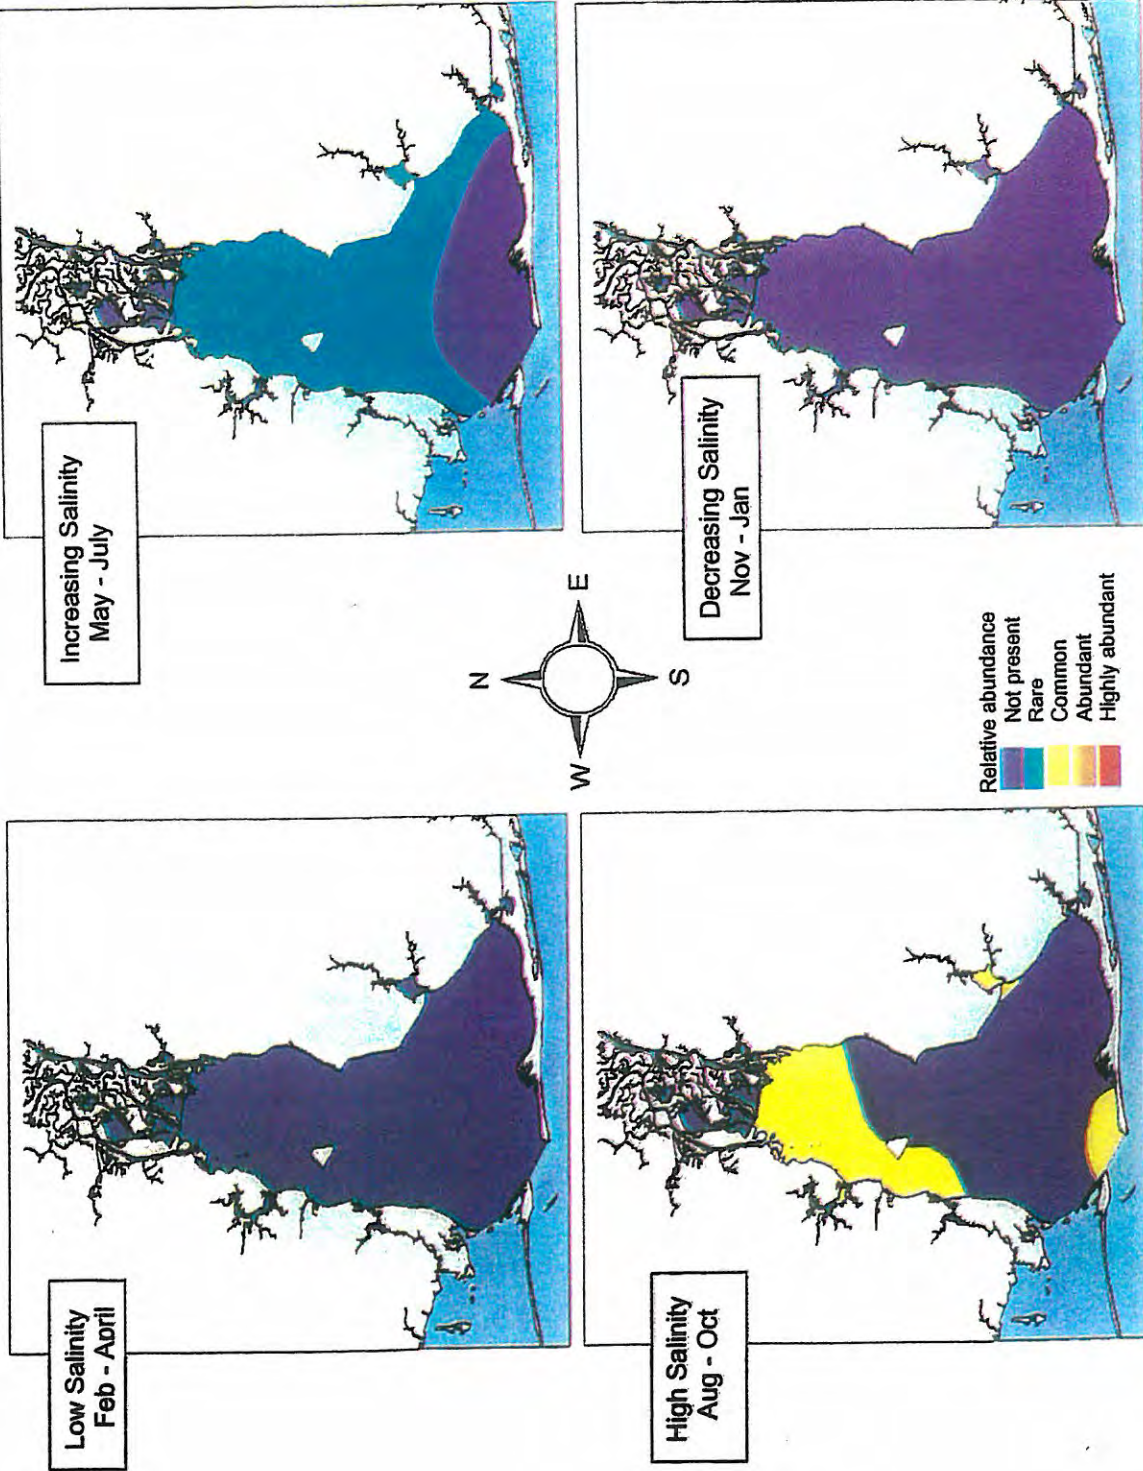 Low Salinity
Feb - April
Increasing Salinity
May - July
N
W
E
S
High Salinity
Aug - Oct
Relative abundance
Not present
Rare
Common
Abundant
Highly abundant
Decreasing Salinity
Nov - Jan